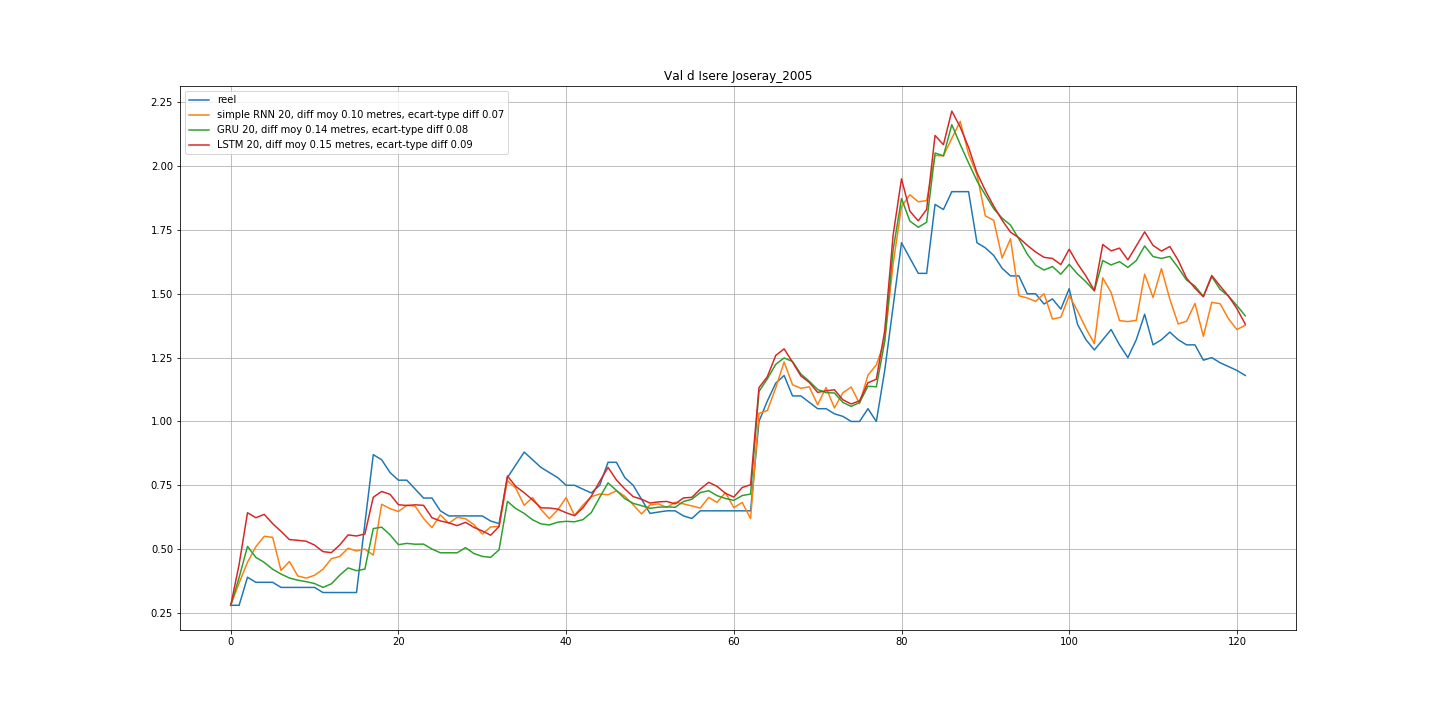 Val d Isere Joseray_2005
reel
simple RNN 20, diff moy 0.10 metres, ecart-type diff 0.07
GRU 20, diff moy 0.14 metres, ecart-type diff 0.08
LSTM 20, diff moy 0.15 metres, ecart-type diff 0.09
2.25
2.00
1.75
1.50
1.25
1.00
0.75
0.50
0.25
0 20 40 60 80 100 120